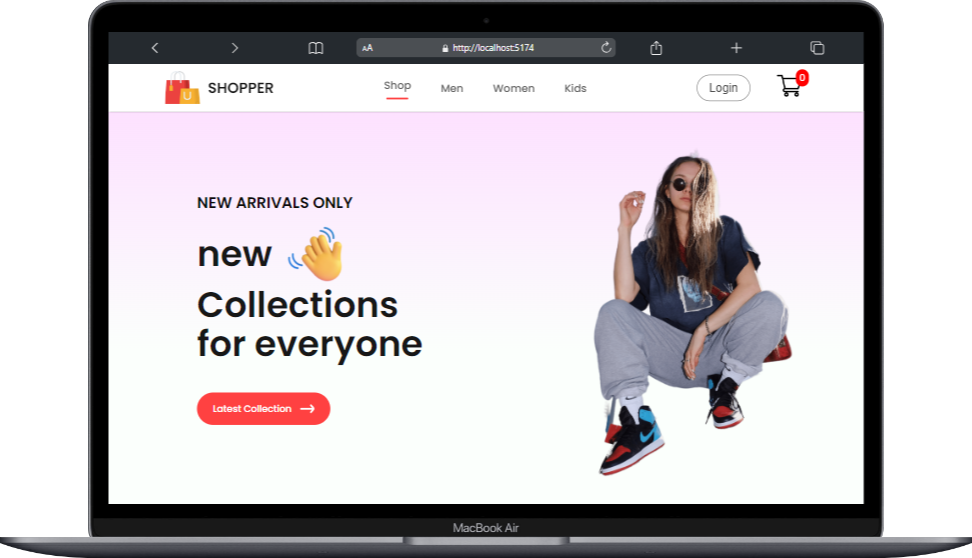 AA http://localhost:5174
SHOPPER
Shop Men Women Kids
Login
0
NEW ARRIVALS ONLY
new
Collections
for everyone
Latest Collection
MacBook Air